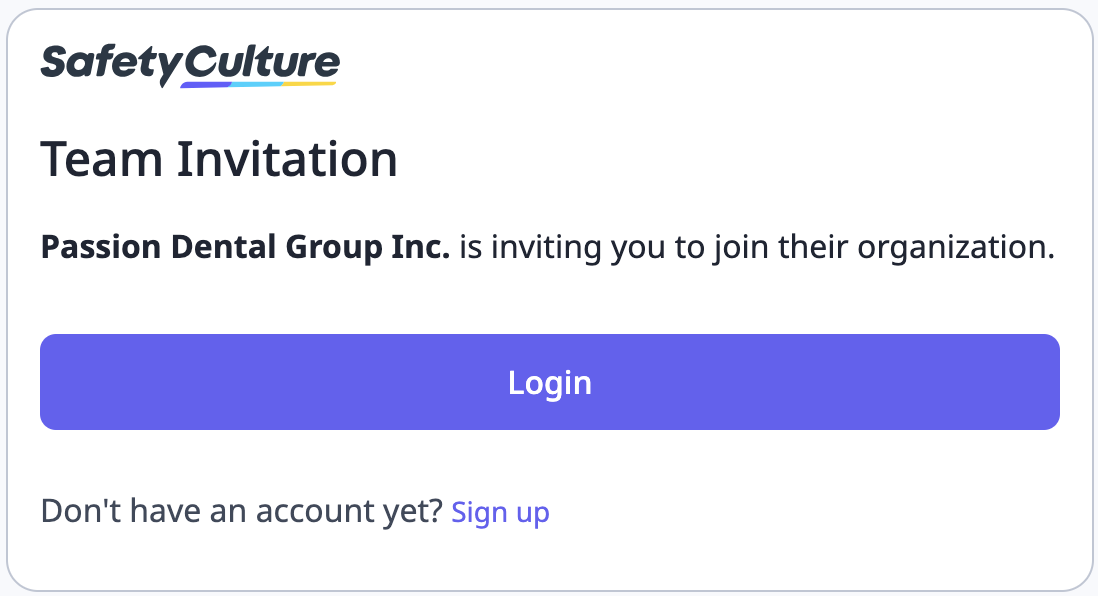 SafetyCulture
Team Invitation
Passion Dental Group Inc. is inviting you to join their organization.
Login
Don't have an account yet? Sign up